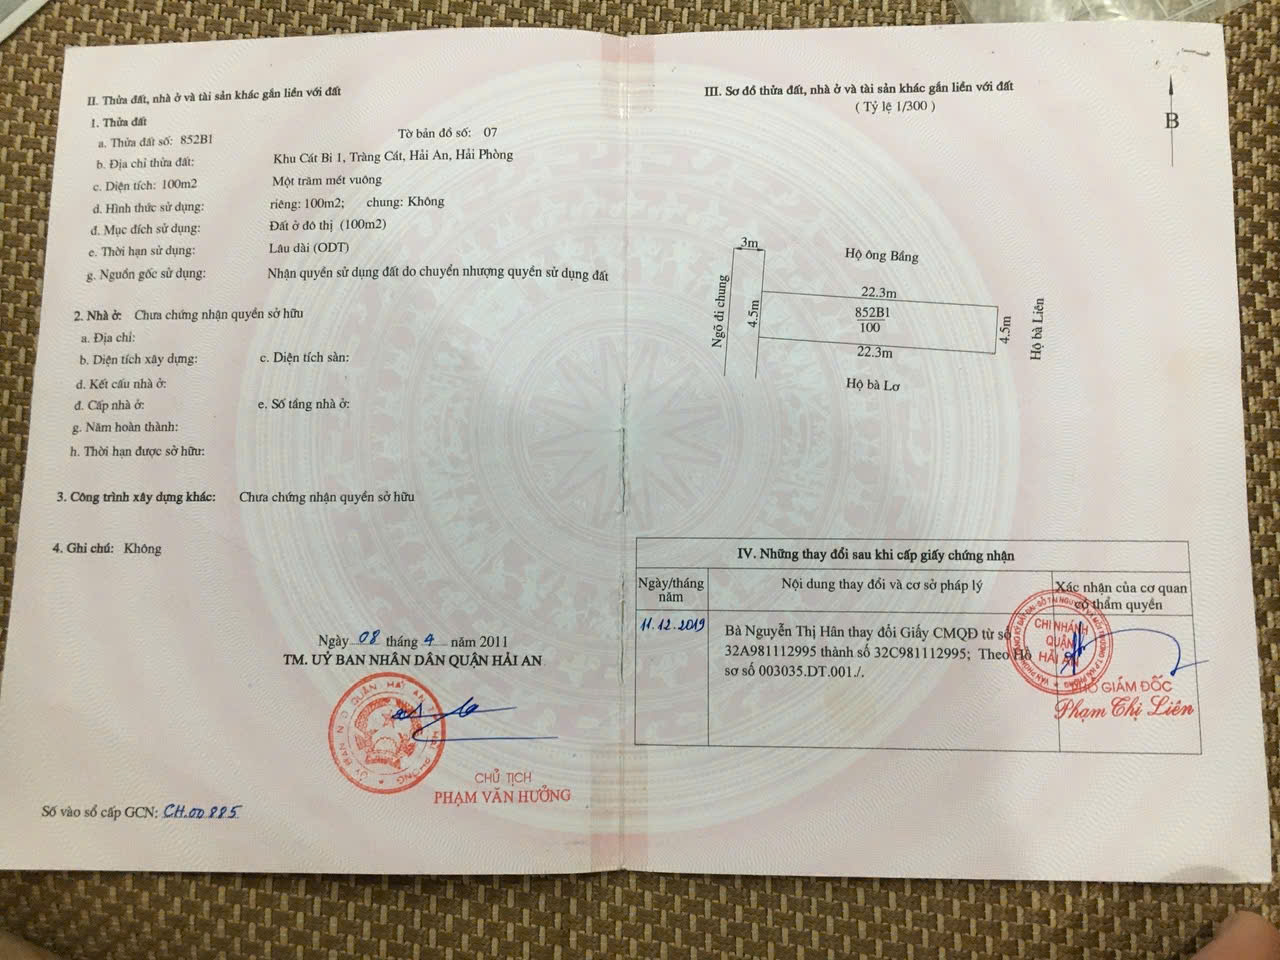 II. Thửa đất, nhà ở và tài sản khác gắn liền với đất
1. Thửa đất
a. Thửa đất số: 852B1 Tờ bản đồ số: 07
b. Địa chỉ thửa đất: Khu Cát Bi 1, Tràng Cát, Hải An, Hải Phòng
c. Diện tích: 100m2 Một trăm mét vuông
d. Hình thức sử dụng: riêng: 100m2; chung: Không
đ. Mục đích sử dụng: Đất ở đô thị (100m2)
e. Thời hạn sử dụng: Lâu dài (ODT)
g. Nguồn gốc sử dụng: Nhận quyền sử dụng đất do chuyển nhượng quyền sử dụng đất
2. Nhà ở: Chưa chứng nhận quyền sở hữu
a. Địa chỉ:
b. Diện tích xây dựng: c. Diện tích sàn:
d. Kết cấu nhà ở:
đ. Cấp nhà ở: e. Số tầng nhà ở:
g. Năm hoàn thành:
h. Thời hạn được sở hữu:
3. Công trình xây dựng khác: Chưa chứng nhận quyền sở hữu
4. Ghi chú: Không
Ngày 08 tháng 4 năm 2011
TM. UỶ BAN NHÂN DÂN QUẬN HẢI AN
CHỦ TỊCH
PHẠM VĂN HƯỞNG
Số vào sổ cấp GCN: CH.00885
III. Sơ đồ thửa đất, nhà ở và tài sản khác gắn liền với đất
( Tỷ lệ 1/300 )
B
3m
Hộ ông Bẩng
Ngõ đi chung
22.3m
4.5m
852B1
100
4.5m
Hộ bà Liên
22.3m
Hộ bà Lơ
IV. Những thay đổi sau khi cấp giấy chứng nhận
Ngày/tháng năm
Nội dung thay đổi và cơ sở pháp lý
Xác nhận của cơ quan
có thẩm quyền
11.12.2019
Bà Nguyễn Thị Hân thay đổi Giấy CMQĐ từ số
32A981112995 thành số 32C981112995; Theo Hồ
sơ số 003035.DT.001./.
CHI NHÁNH
QUẬN
HẢI AN
PHÓ GIÁM ĐỐC
Phạm Thị Liên